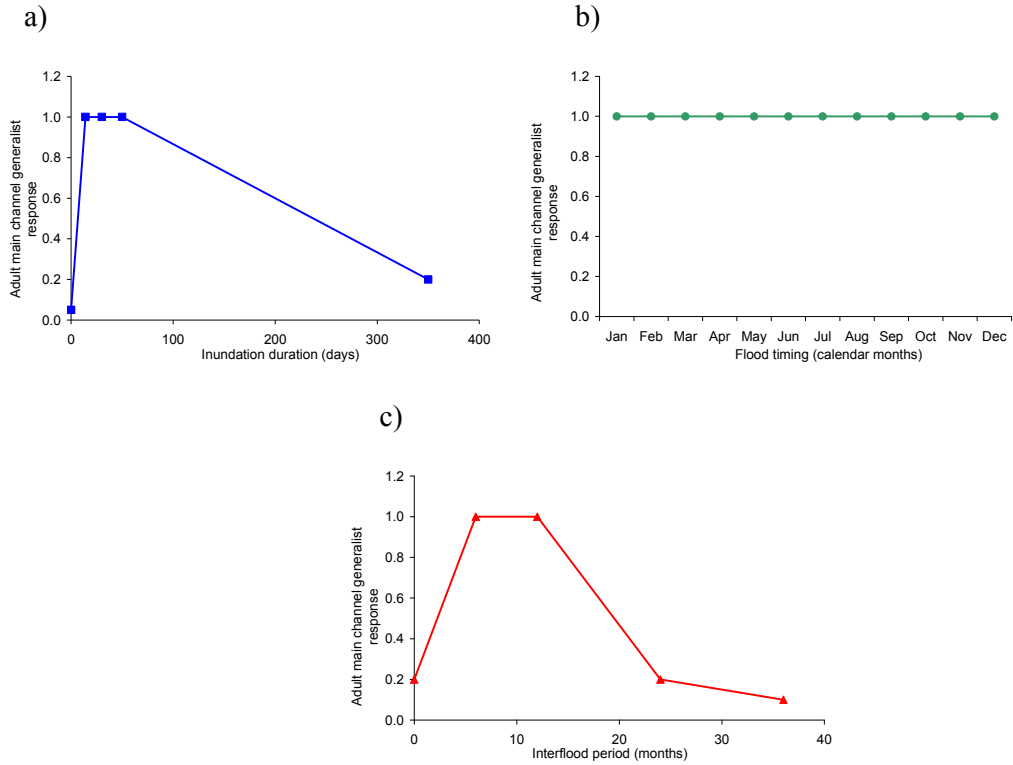 a)
1.2
1.0
0.8
0.6
0.4
0.2
0.0
0 100 200 300 400
Inundation duration (days)
Adult main channel generalist
response
b)
1.2
1.0
0.8
0.6
0.4
0.2
0.0
Jan Feb Mar Apr May Jun Jul Aug Sep Oct Nov Dec
Flood timing (calendar months)
Adult main channel generalist
response
c)
1.2
1.0
0.8
0.6
0.4
0.2
0.0
0 10 20 30 40
Interflood period (months)
Adult main channel generalist
response